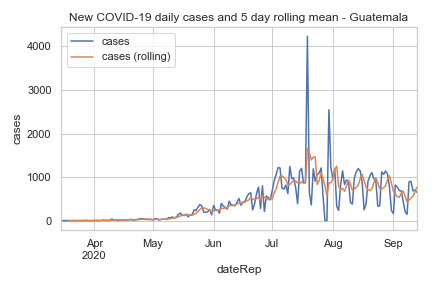 New COVID-19 daily cases and 5 day rolling mean - Guatemala
cases
cases (rolling)
4000
3000
2000
1000
0
cases
Apr
2020
May
Jun
Jul
Aug
Sep
dateRep